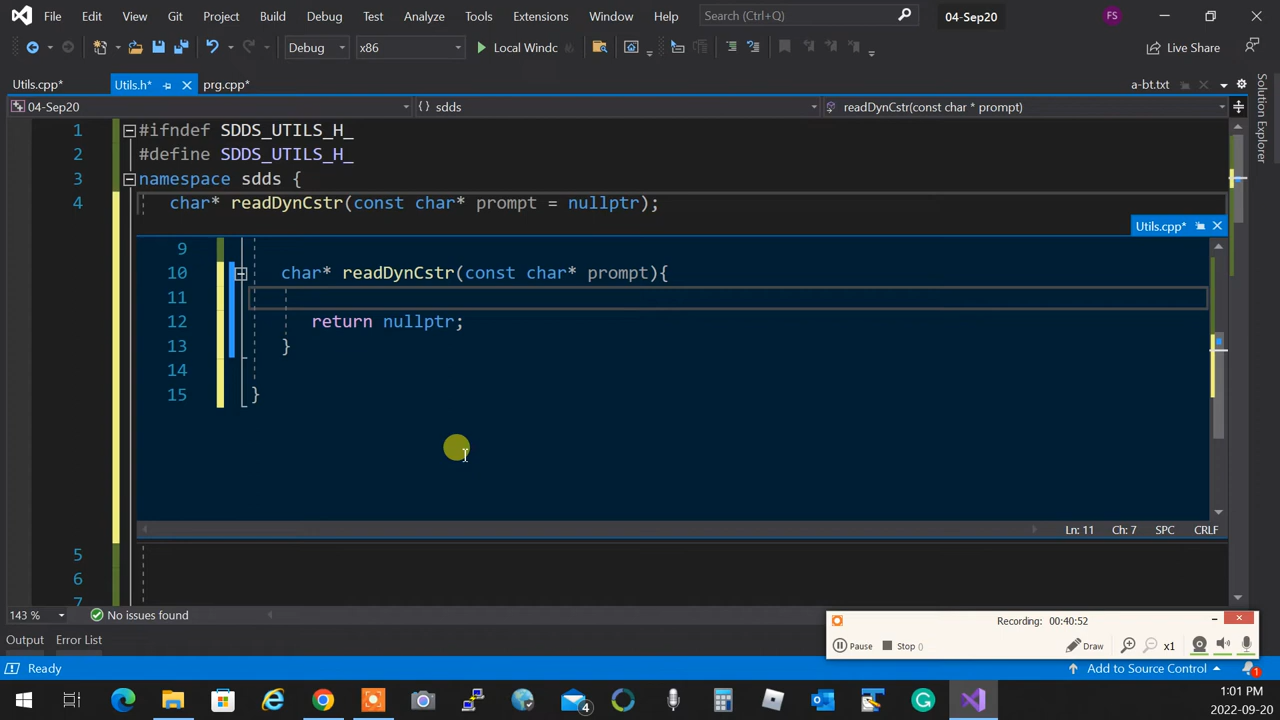 File Edit View Git Project Build Debug Test Analyze Tools Extensions Window Help Search (Ctrl+Q) 04-Sep20 FS
Debug x86 Local Windc Live Share
Utils.cpp* Utils.h* prg.cpp* a-bt.txt
04-Sep20 sdds readDynCstr(const char * prompt)
1 #ifndef SDDS_UTILS_H_
2 #define SDDS_UTILS_H_
3 namespace sdds {
4 char* readDynCstr(const char* prompt = nullptr);
Utils.cpp*
9
10 char* readDynCstr(const char* prompt){
11
12 return nullptr;
13 }
14
15 }
Ln: 11 Ch: 7 SPC CRLF
5
6
7
143 % No issues found
Recording: 00:40:52
Pause Stop () Draw x1
Output Error List
Ready Add to Source Control 1
4
1:01 PM
2022-09-20
Solution Explorer